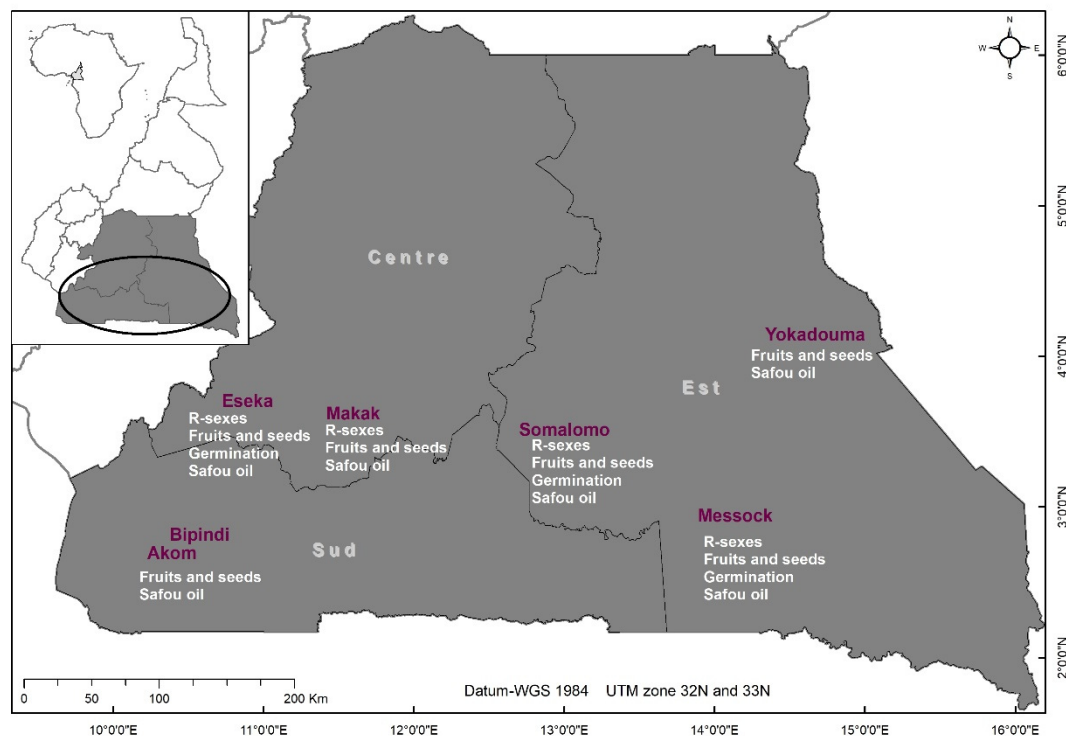 N
W E
S
6°0'0"N
5°0'0"N
Centre
Yokadouma
Fruits and seeds
Safou oil
4°0'0"N
Est
Eseka
R-sexes
Fruits and seeds
Germination
Safou oil
Makak
R-sexes
Fruits and seeds
Safou oil
Somalomo
R-sexes
Fruits and seeds
Germination
Safou oil
3°0'0"N
Messock
R-sexes
Fruits and seeds
Germination
Safou oil
Bipindi
Akom
Fruits and seeds
Safou oil
Sud
2°0'0"N
0 50 100 200 Km
Datum-WGS 1984 UTM zone 32N and 33N
10°0'0"E 11°0'0"E 12°0'0"E 13°0'0"E 14°0'0"E 15°0'0"E 16°0'0"E